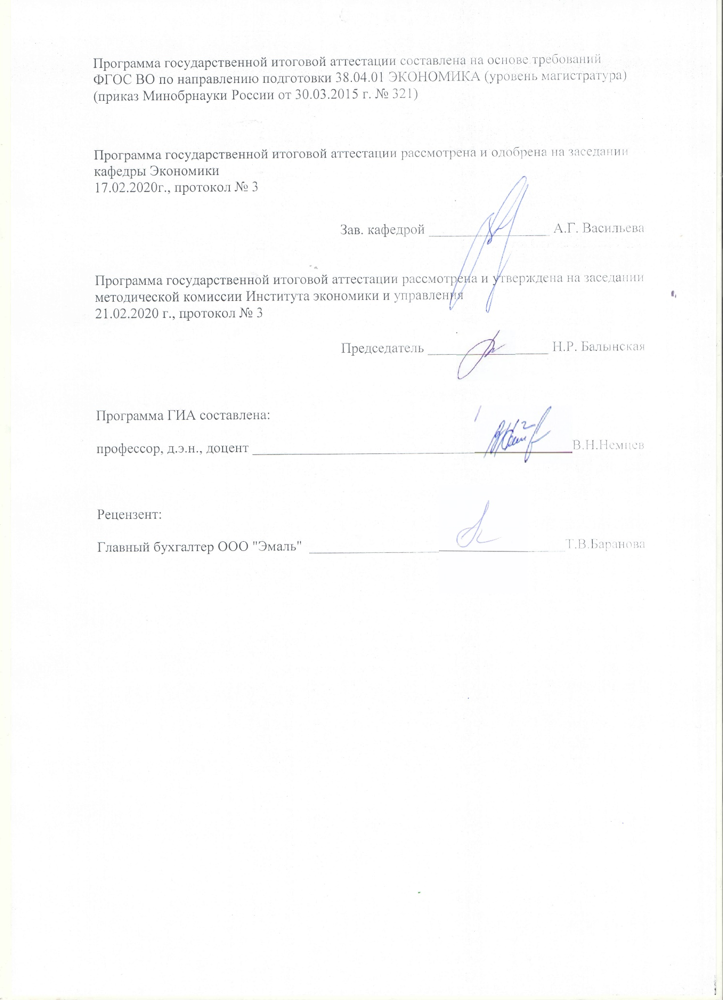 Программа государственной итоговой аттестации составлена на основе требований
ФГОС ВО по направлению подготовки 38.04.01 ЭКОНОМИКА (уровень магистратура)
(приказ Минобрнауки России от 30.03.2015 г. № 321)
Программа государственной итоговой аттестации рассмотрена и одобрена на заседании
кафедры Экономики
17.02.2020г., протокол № 3
Зав. кафедрой _________________ А.Г. Васильева
Программа государственной итоговой аттестации рассмотрена и утверждена на заседании
методической комиссии Института экономики и управления
21.02.2020 г., протокол № 3
Председатель _________________ Н.Р. Балынская
Программа ГИА составлена:
профессор, д.э.н., доцент _________________ В.Н.Немцев
Рецензент:
Главный бухгалтер ООО "Эмаль" _________________ Т.В.Баранова